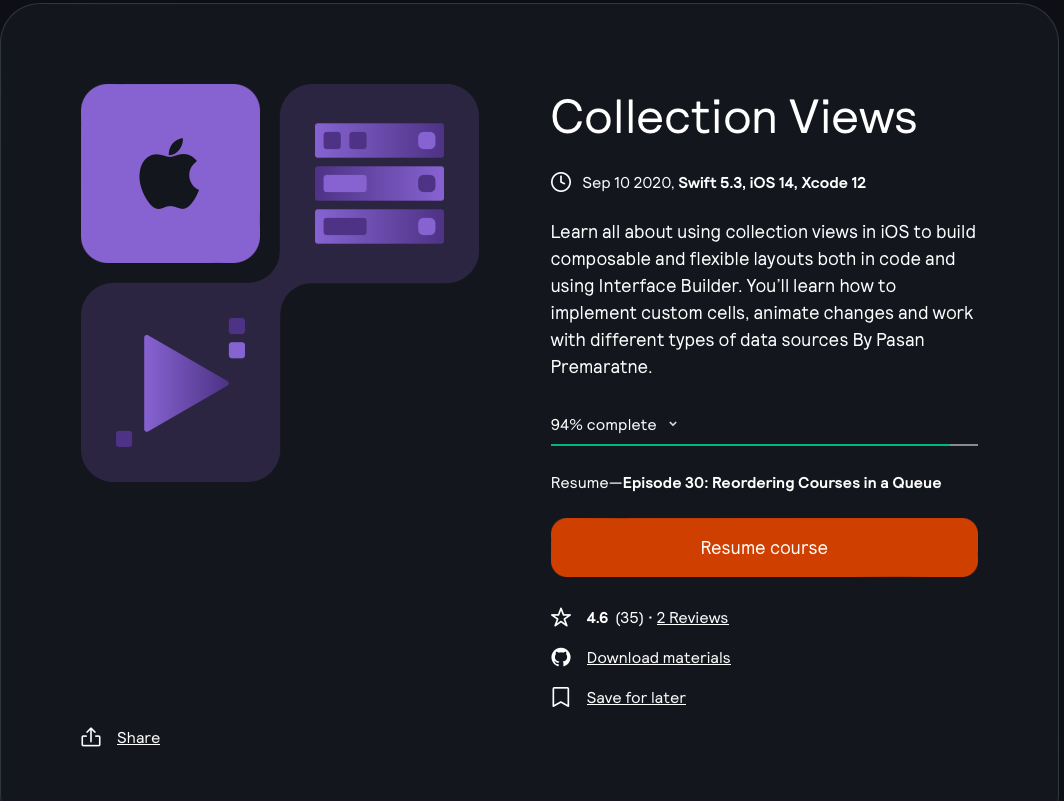 Collection Views
Sep 10 2020, Swift 5.3, iOS 14, Xcode 12
Learn all about using collection views in iOS to build
composable and flexible layouts both in code and
using Interface Builder. You’ll learn how to
implement custom cells, animate changes and work
with different types of data sources By Pasan
Premaratne.
94% complete
Resume—Episode 30: Reordering Courses in a Queue
Resume course
4.6 (35) · 2 Reviews
Download materials
Save for later
Share